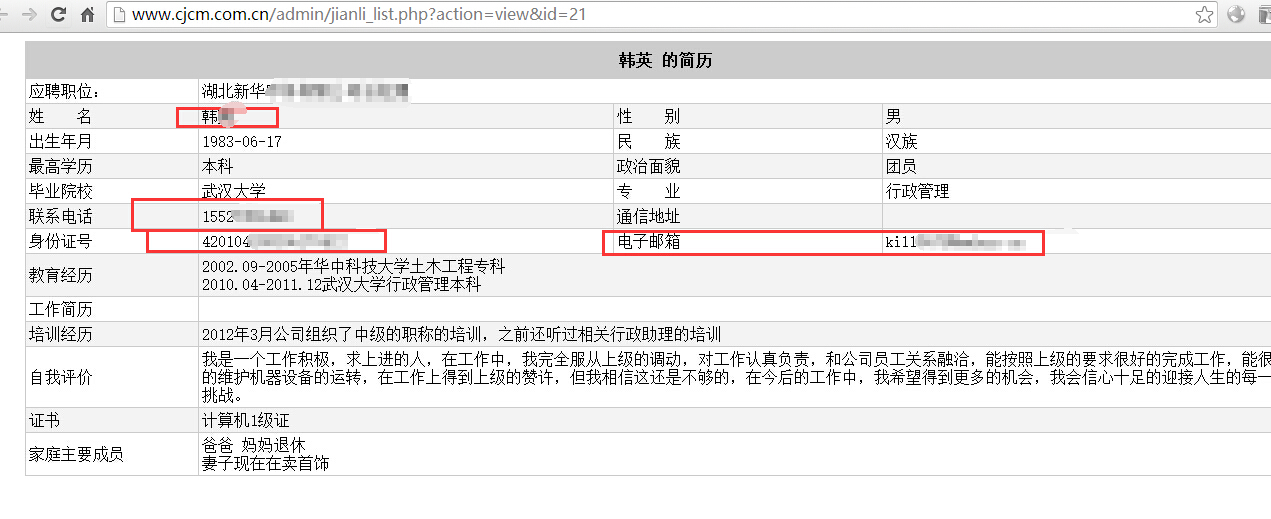 www.cjcm.com.cn/admin/jianli_list.php?action=view&id=21
韩英 的简历
应聘职位: 湖北新华
姓 名 韩 性 别 男
出生年月 1983-06-17 民 族 汉族
最高学历 本科 政治面貌 团员
毕业院校 武汉大学 专 业 行政管理
联系电话 1552 通信地址
身份证号 420104 电子邮箱 kill
教育经历 2002.09-2005年华中科技大学土木工程专科
2010.04-2011.12武汉大学行政管理本科
工作简历
培训经历 2012年3月公司组织了中级的职称的培训,之前还听过相关行政助理的培训
自我评价 我是一个工作积极,求上进的人,在工作中,我完全服从上级的调动,对工作认真负责,和公司员工关系融洽,能按照上级的要求很好的完成工作,能很
的维护机器设备的运转,在工作上得到上级的赞许,但我相信这还是不够的,在今后的工作中,我希望得到更多的机会,我会信心十足的迎接人生的每一
挑战。
证书 计算机1级证
家庭主要成员 爸爸 妈妈退休
妻子现在在卖首饰